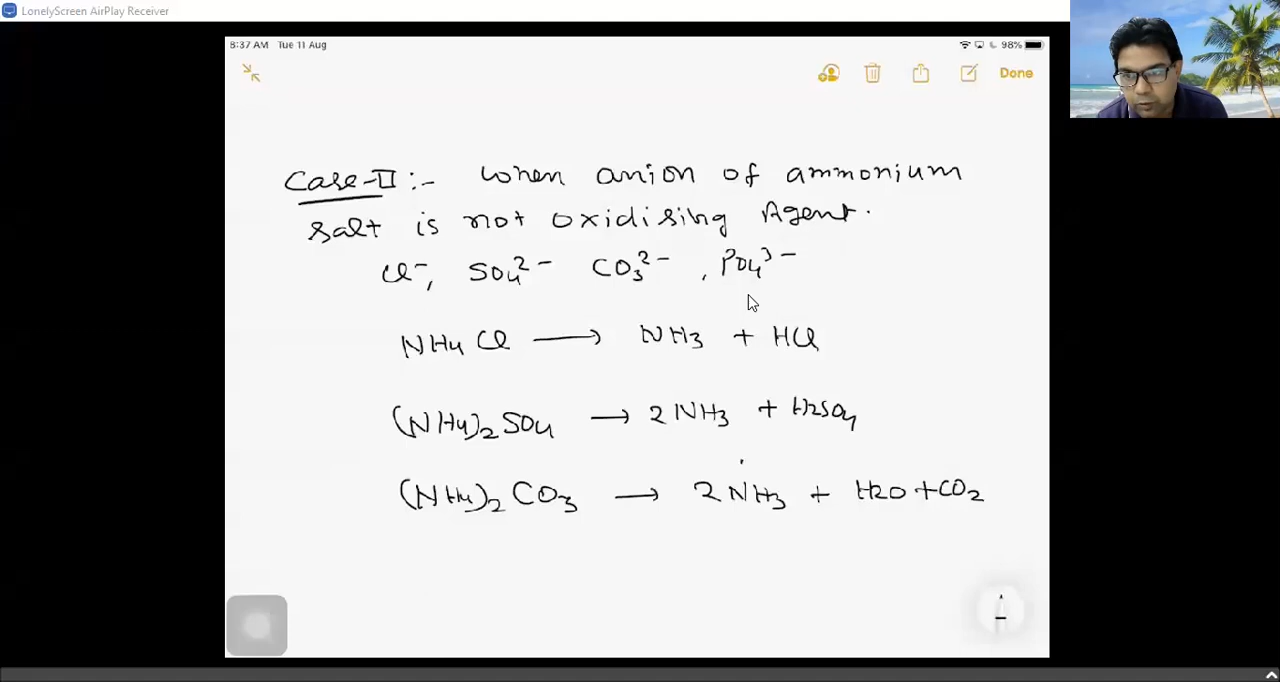 LonelyScreen AirPlay Receiver
8:37 AM Tue 11 Aug
98%
Done
Case-II :- When anion of ammonium
salt is not oxidising Agent.
Cl⁻, SO₄²⁻ CO₃²⁻ , PO₄³⁻
NH₄Cl → NH₃ + HCl
(NH₄)₂SO₄ → 2NH₃ + H₂SO₄
(NH₄)₂CO₃ → 2NH₃ + H₂O + CO₂